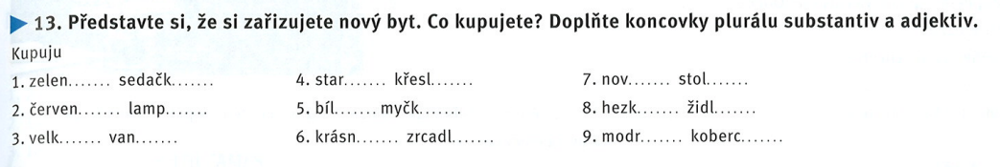 ▶ 13. Představte si, že si zařizujete nový byt. Co kupujete? Doplňte koncovky plurálu substantiv a adjektiv.
Kupuju
1. zelen....... sedačk....... 4. star....... křesl....... 7. nov....... stol.......
2. červen....... lamp....... 5. bíl....... myčk....... 8. hezk....... židl.......
3. velk....... van....... 6. krásn....... zrcadl....... 9. modr....... koberc.......